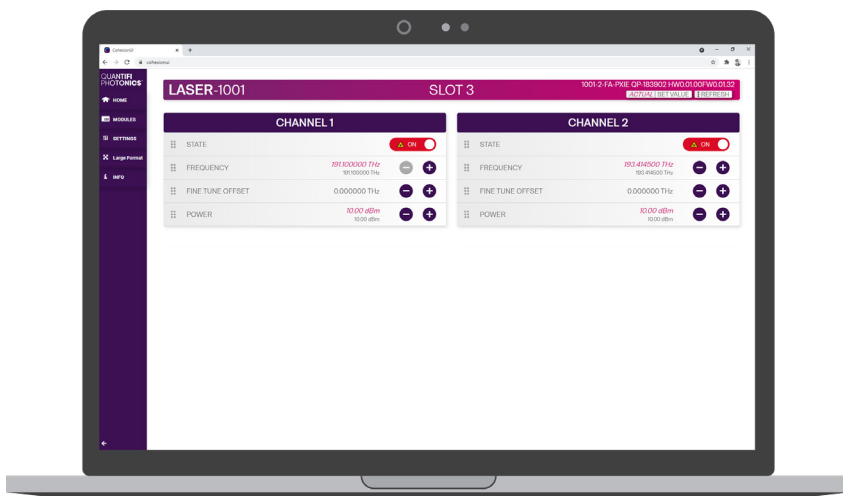 CohesionUI
cohesionui
QUANTIFI
PHOTONICS
HOME
MODULES
SETTINGS
Large Format
INFO
LASER-1001
SLOT 3
1001-2-FA-PXIE QP-183902 HW0.01.00FW0.01.32
ACTUAL | SET VALUE
REFRESH
CHANNEL 1
STATE
ON
FREQUENCY
191.100000 THz
191.100000 THz
FINE TUNE OFFSET
0.000000 THz
POWER
10.00 dBm
10.00 dBm
CHANNEL 2
STATE
ON
FREQUENCY
193.414500 THz
193.414500 THz
FINE TUNE OFFSET
0.000000 THz
POWER
10.00 dBm
10.00 dBm